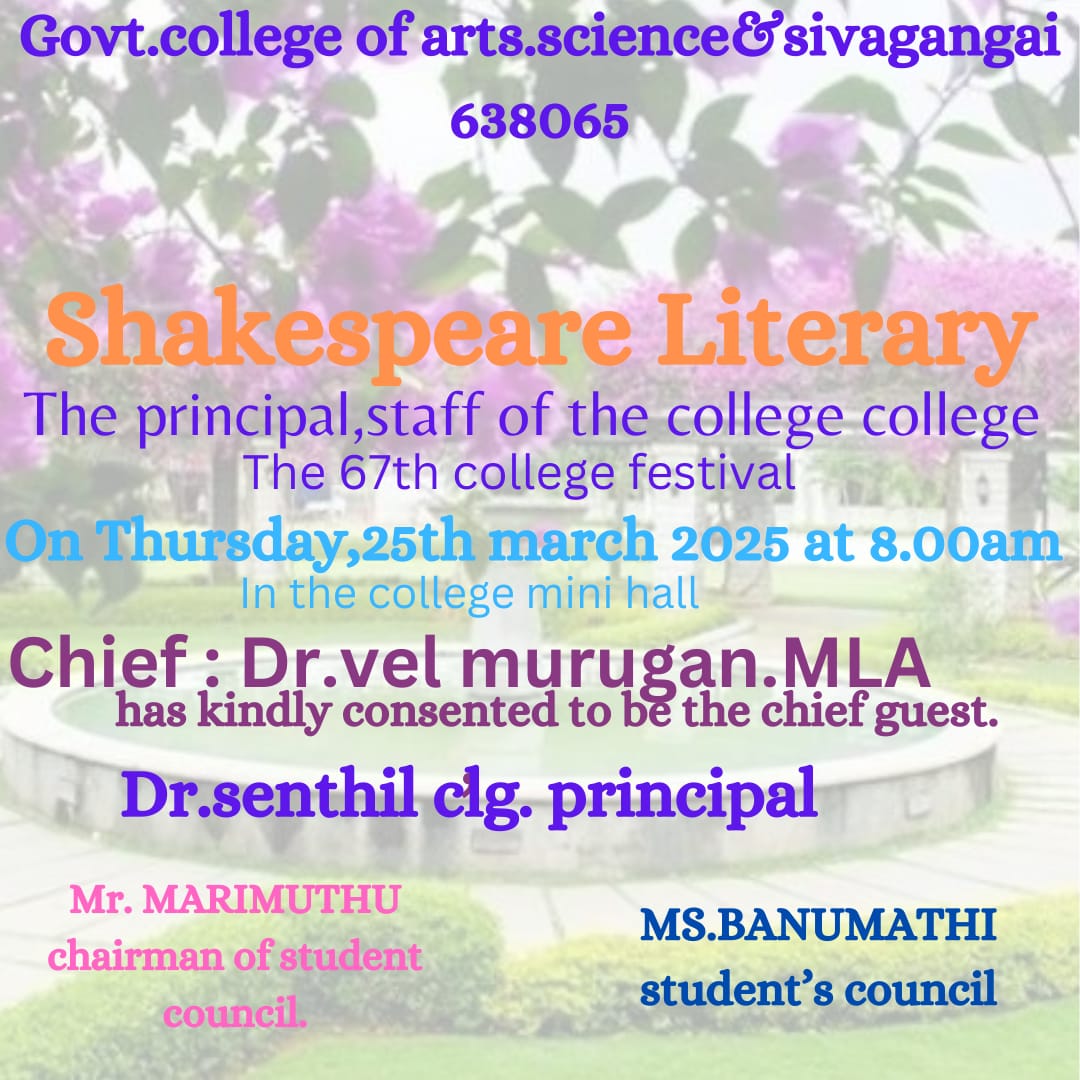 Govt.college of arts.science&sivagangai
638065
Shakespeare Literary
The principal,staff of the college college
The 67th college festival
On Thursday,25th march 2025 at 8.00am
In the college mini hall
Chief : Dr.vel murugan.MLA
has kindly consented to be the chief guest.
,
Dr.senthil clg. principal
Mr. MARIMUTHU
chairman of student
council.
MS.BANUMATHI
student’s council